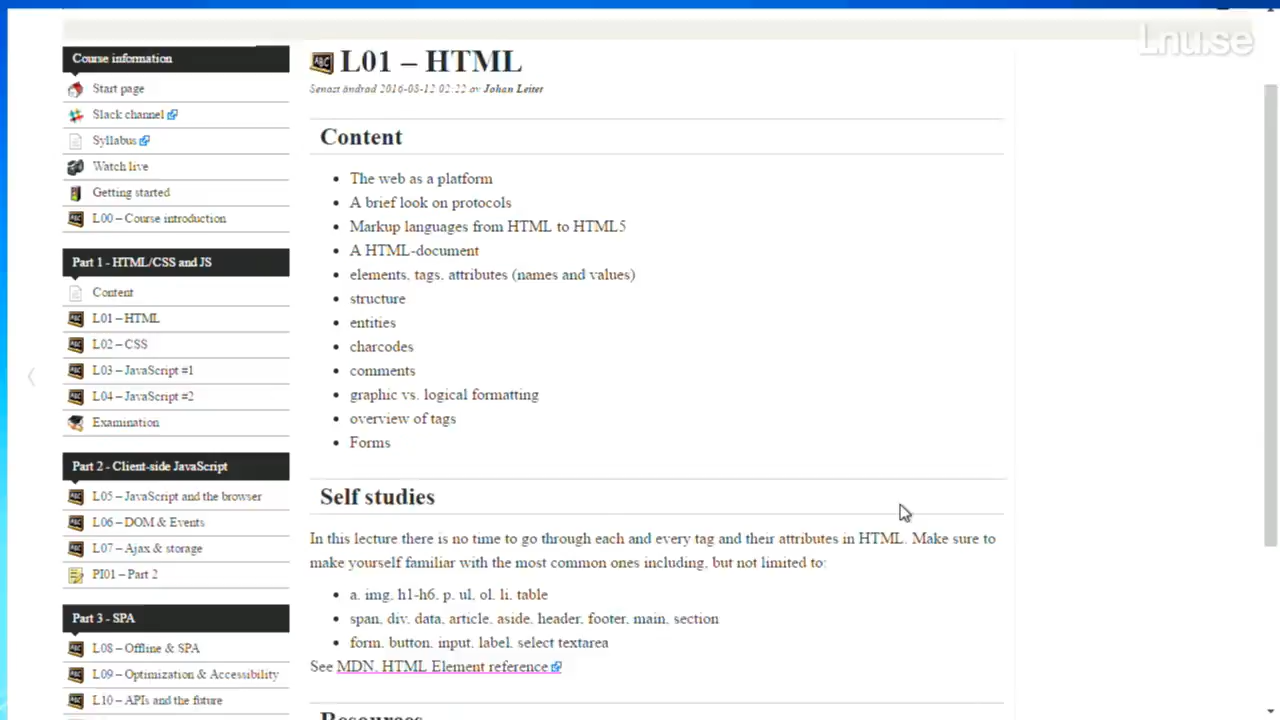 Lnu.se
Course information
Start page
Slack channel
Syllabus
Watch live
Getting started
L00 – Course introduction
Part 1 - HTML/CSS and JS
Content
L01 – HTML
L02 – CSS
L03 – JavaScript #1
L04 – JavaScript #2
Examination
Part 2 - Client-side JavaScript
L05 – JavaScript and the browser
L06 – DOM & Events
L07 – Ajax & storage
PI01 – Part 2
Part 3 - SPA
L08 – Offline & SPA
L09 – Optimization & Accessibility
L10 – APIs and the future
L01 – HTML
Senast ändrad 2016-08-12 02:22 av Johan Leitet
Content
The web as a platform
A brief look on protocols
Markup languages from HTML to HTML5
A HTML-document
elements, tags, attributes (names and values)
structure
entities
charcodes
comments
graphic vs. logical formatting
overview of tags
Forms
Self studies
In this lecture there is no time to go through each and every tag and their attributes in HTML. Make sure to
make yourself familiar with the most common ones including, but not limited to:
a, img, h1-h6, p, ul, ol, li, table
span, div, data, article, aside, header, footer, main, section
form, button, input, label, select textarea
See MDN, HTML Element reference
Resources